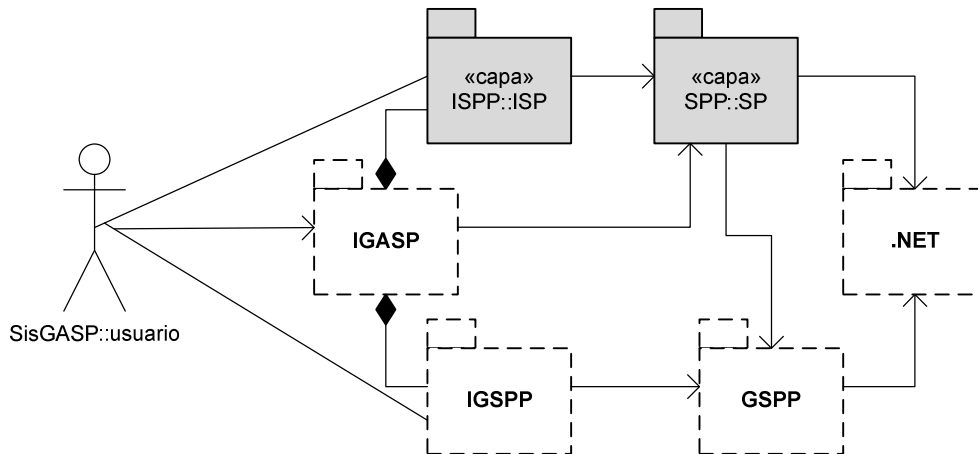 «capa»
ISPP::ISP
«capa»
SPP::SP
IGASP
.NET
SisGASP::usuario
IGSPP
GSPP